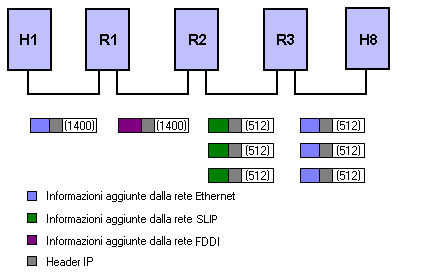 H1 R1 R2 R3 H8
(1400) (1400) (512) (512)
(512) (512)
(512) (512)
Informazioni aggiunte dalla rete Ethernet
Informazioni aggiunte dalla rete SLIP
Informazioni aggiunte dalla rete FDDI
Header IP